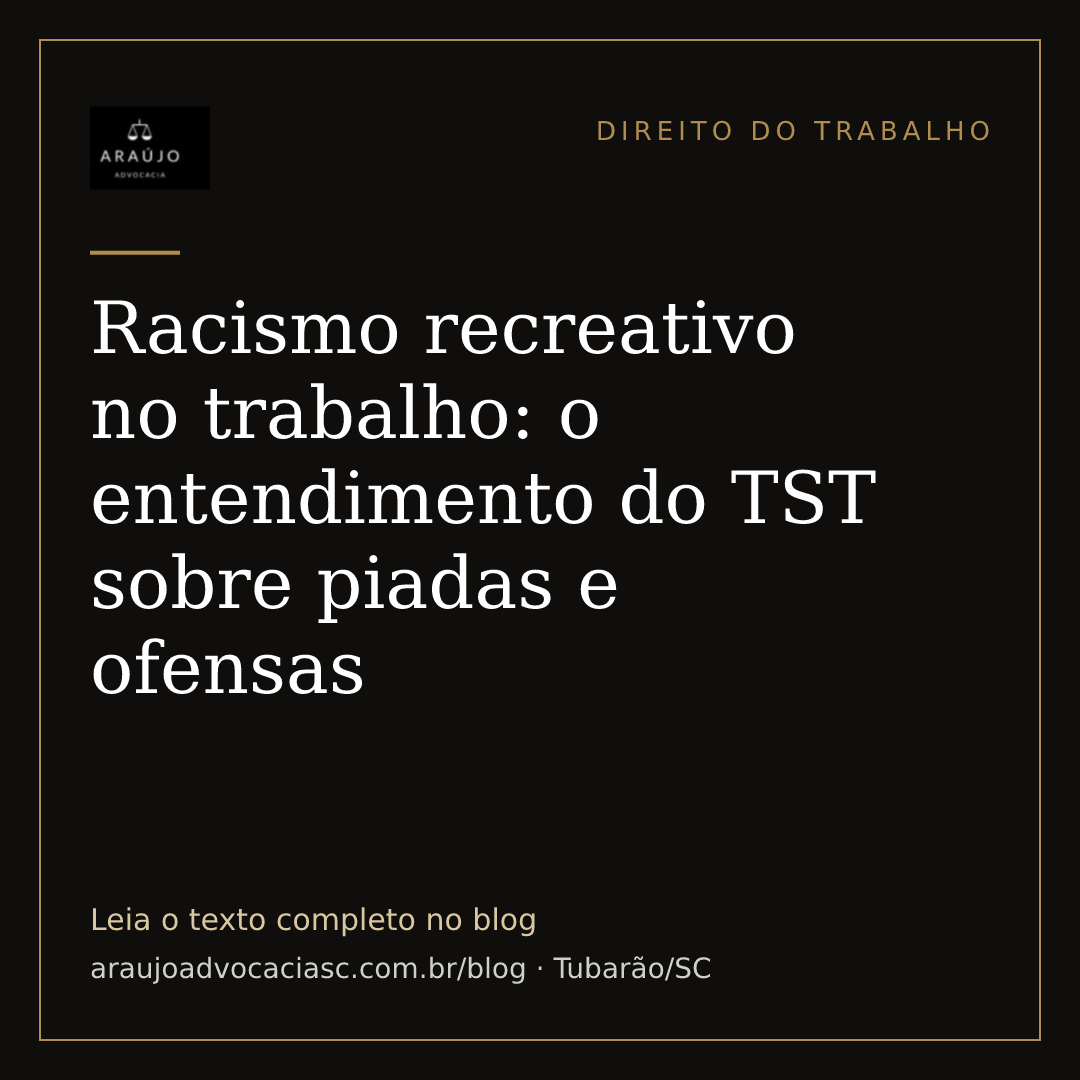 ARAÚJO
ADVOCACIA
DIREITO DO TRABALHO
Racismo recreativo
no trabalho: o
entendimento do TST
sobre piadas e
ofensas
Leia o texto completo no blog
araujoadvocaciasc.com.br/blog · Tubarão/SC